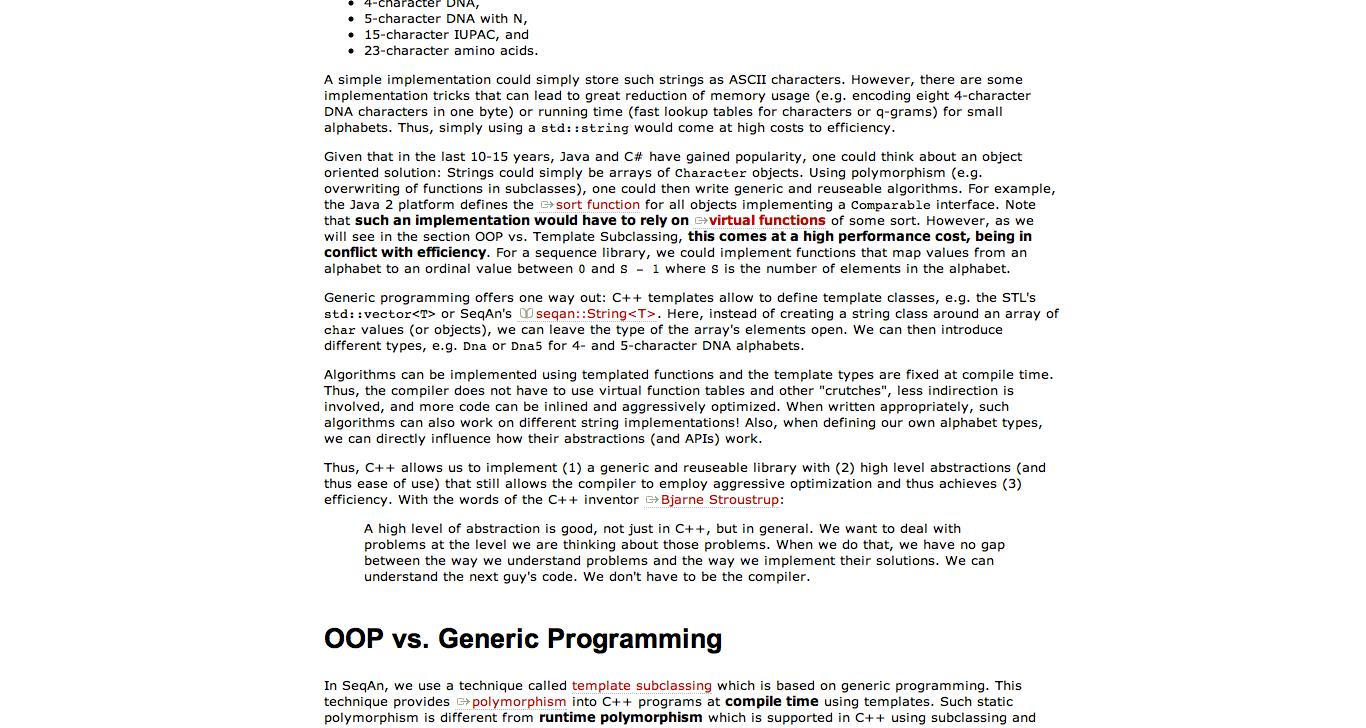 4-character DNA,
5-character DNA with N,
15-character IUPAC, and
23-character amino acids.
A simple implementation could simply store such strings as ASCII characters. However, there are some
implementation tricks that can lead to great reduction of memory usage (e.g. encoding eight 4-character
DNA characters in one byte) or running time (fast lookup tables for characters or q-grams) for small
alphabets. Thus, simply using a std::string would come at high costs to efficiency.
Given that in the last 10-15 years, Java and C# have gained popularity, one could think about an object
oriented solution: Strings could simply be arrays of Character objects. Using polymorphism (e.g.
overwriting of functions in subclasses), one could then write generic and reuseable algorithms. For example,
the Java 2 platform defines the sort function for all objects implementing a Comparable interface. Note
that such an implementation would have to rely on virtual functions of some sort. However, as we
will see in the section OOP vs. Template Subclassing, this comes at a high performance cost, being in
conflict with efficiency. For a sequence library, we could implement functions that map values from an
alphabet to an ordinal value between 0 and S - 1 where S is the number of elements in the alphabet.
Generic programming offers one way out: C++ templates allow to define template classes, e.g. the STL's
std::vector<T> or SeqAn's seqan::String<T>. Here, instead of creating a string class around an array of
char values (or objects), we can leave the type of the array's elements open. We can then introduce
different types, e.g. Dna or Dna5 for 4- and 5-character DNA alphabets.
Algorithms can be implemented using templated functions and the template types are fixed at compile time.
Thus, the compiler does not have to use virtual function tables and other "crutches", less indirection is
involved, and more code can be inlined and aggressively optimized. When written appropriately, such
algorithms can also work on different string implementations! Also, when defining our own alphabet types,
we can directly influence how their abstractions (and APIs) work.
Thus, C++ allows us to implement (1) a generic and reuseable library with (2) high level abstractions (and
thus ease of use) that still allows the compiler to employ aggressive optimization and thus achieves (3)
efficiency. With the words of the C++ inventor Bjarne Stroustrup:
A high level of abstraction is good, not just in C++, but in general. We want to deal with
problems at the level we are thinking about those problems. When we do that, we have no gap
between the way we understand problems and the way we implement their solutions. We can
understand the next guy's code. We don't have to be the compiler.
OOP vs. Generic Programming
In SeqAn, we use a technique called template subclassing which is based on generic programming. This
technique provides polymorphism into C++ programs at compile time using templates. Such static
polymorphism is different from runtime polymorphism which is supported in C++ using subclassing and